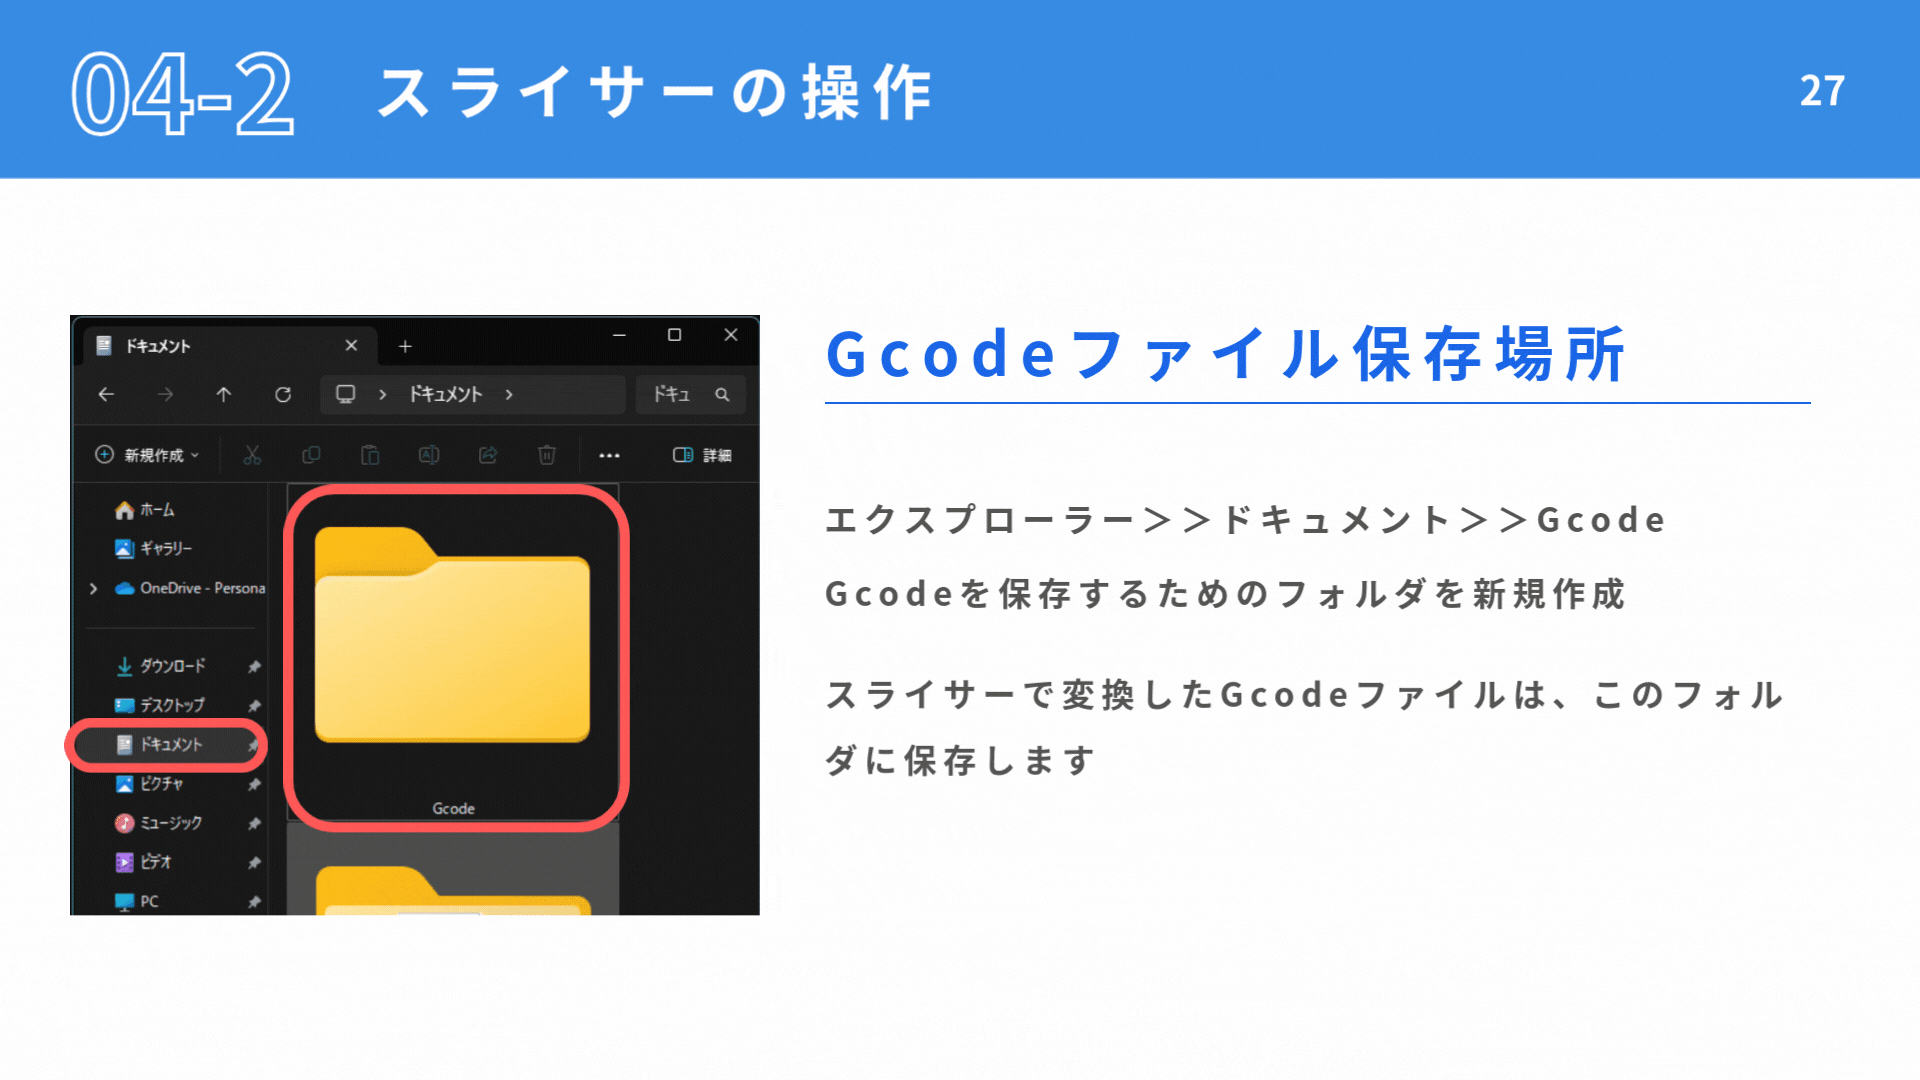 04-2 スライサーの操作 27
ドキュメント
ドキュメント ドキュ
新規作成 詳細
ホーム
ギャラリー
OneDrive - Persona
ダウンロード
デスクトップ
ドキュメント
ピクチャ
ミュージック
ビデオ
PC
Gcode
Gcodeファイル保存場所
エクスプローラー＞＞ドキュメント＞＞Gcode
Gcodeを保存するためのフォルダを新規作成
スライサーで変換したGcodeファイルは、このフォル
ダに保存します